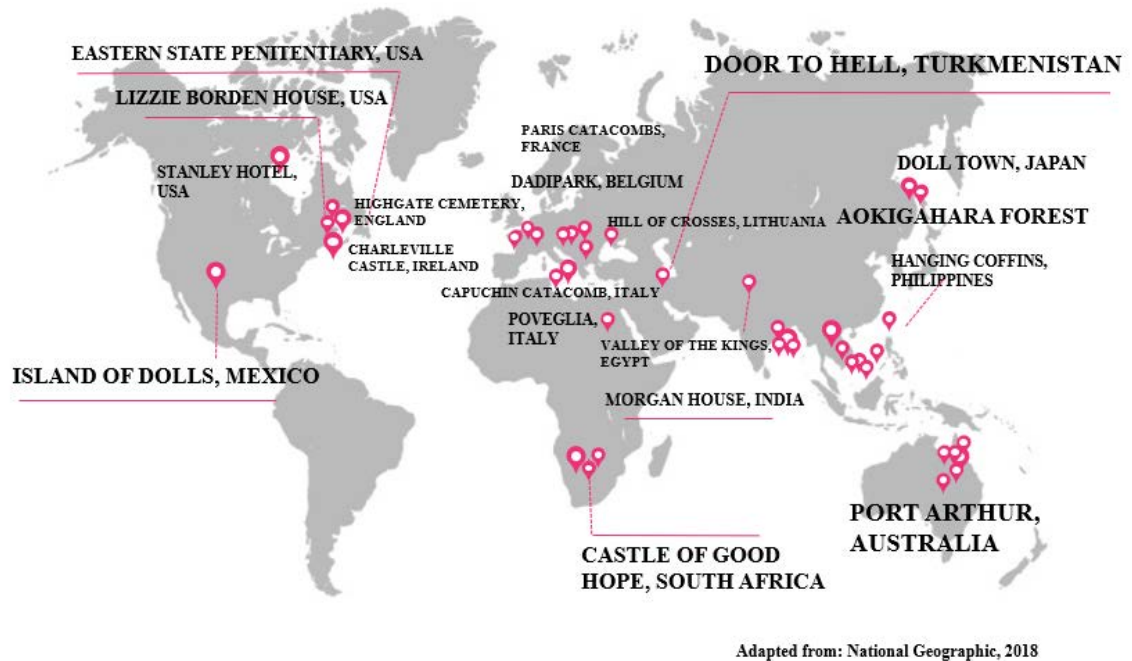 EASTERN STATE PENITENTIARY, USA
DOOR TO HELL, TURKMENISTAN
LIZZIE BORDEN HOUSE, USA
PARIS CATACOMBS,
FRANCE
STANLEY HOTEL,
USA
DADIPARK, BELGIUM
DOLL TOWN, JAPAN
HIGHGATE CEMETERY,
ENGLAND
HILL OF CROSSES, LITHUANIA
AOKIGAHARA FOREST
CHARLEVILLE
CASTLE, IRELAND
HANGING COFFINS,
PHILIPPINES
CAPUCHIN CATACOMB, ITALY
POVEGLIA,
ITALY
VALLEY OF THE KINGS,
EGYPT
ISLAND OF DOLLS, MEXICO
MORGAN HOUSE, INDIA
PORT ARTHUR,
AUSTRALIA
CASTLE OF GOOD
HOPE, SOUTH AFRICA
Adapted from: National Geographic, 2018